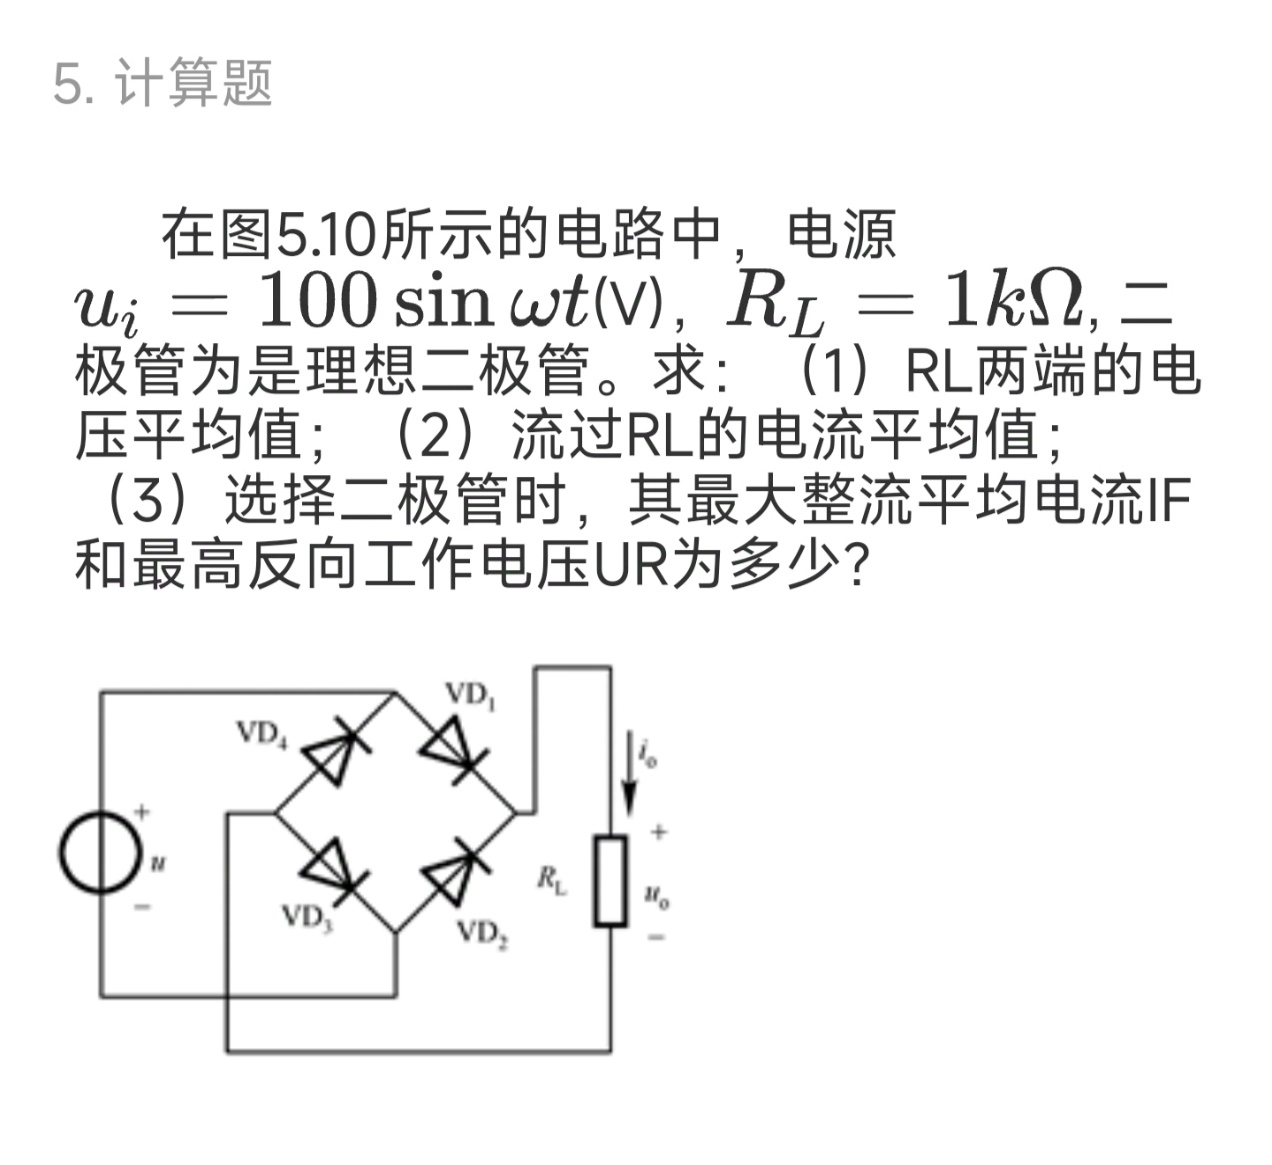 5. 计算题
在图5.10所示的电路中，电源
u_i = 100 sin ωt(V)，R_L = 1kΩ, 二
极管为是理想二极管。求：（1）RL两端的电
压平均值；（2）流过RL的电流平均值；
（3）选择二极管时，其最大整流平均电流IF
和最高反向工作电压UR为多少？
VD₁
VD₄
i₀
+
u
−
+
R_L
u₀
−
VD₃
VD₂